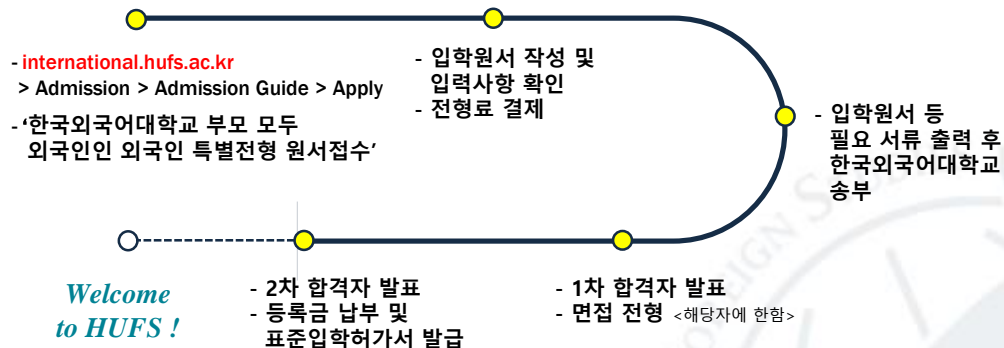 - international.hufs.ac.kr
> Admission > Admission Guide > Apply
- ‘한국외국어대학교 부모 모두
외국인인 외국인 특별전형 원서접수’
- 입학원서 작성 및
입력사항 확인
- 전형료 결제
- 입학원서 등
필요 서류 출력 후
한국외국어대학교
송부
- 1차 합격자 발표
- 면접 전형 <해당자에 한함>
- 2차 합격자 발표
- 등록금 납부 및
표준입학허가서 발급
Welcome
to HUFS !